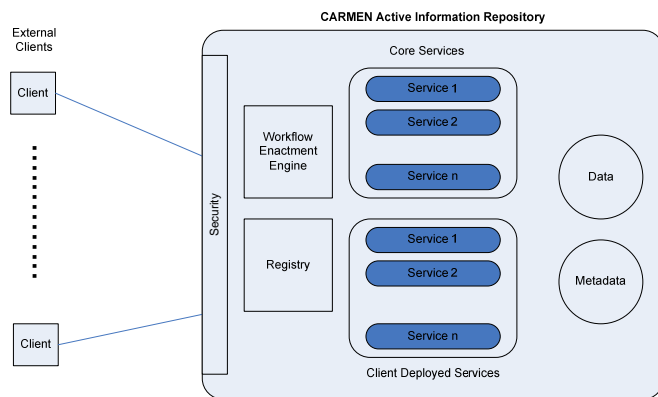 CARMEN Active Information Repository
External
Clients
Client
Client
Security
Workflow
Enactment
Engine
Registry
Core Services
Service 1
Service 2
Service n
Service 1
Service 2
Service n
Client Deployed Services
Data
Metadata